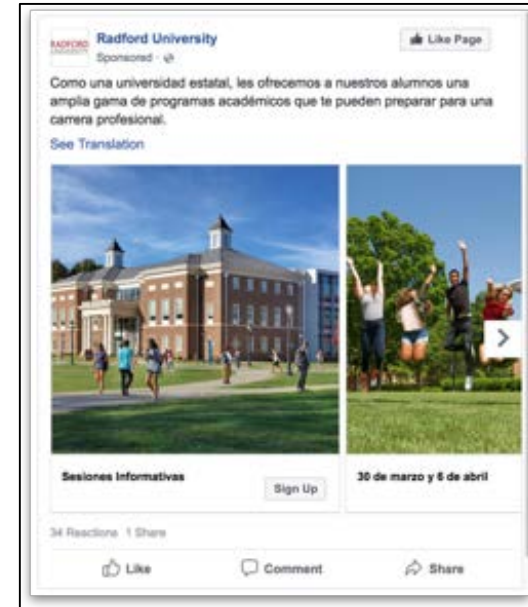 RADFORD
UNIVERSITY
Radford University
Sponsored ·
Like Page
Como una universidad estatal, les ofrecemos a nuestros alumnos una
amplia gama de programas académicos que te pueden preparar para una
carrera profesional.
See Translation
Sesiones Informativas
Sign Up
30 de marzo y 6 de abril
34 Reactions 1 Share
Like
Comment
Share